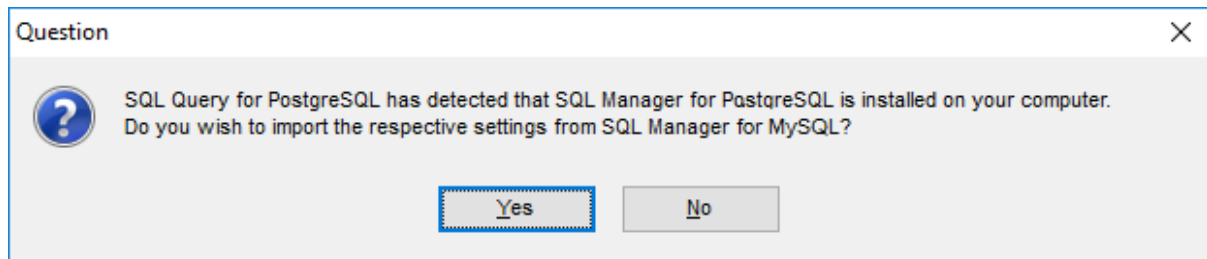 Question
SQL Query for PostgreSQL has detected that SQL Manager for PostgreSQL is installed on your computer.
Do you wish to import the respective settings from SQL Manager for MySQL?
Yes No